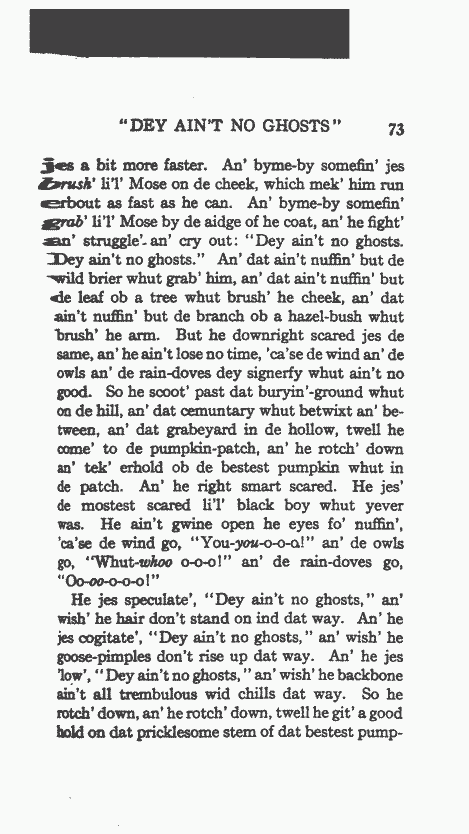 "DEY AIN'T NO GHOSTS" 73
jes a bit more faster. An' byme-by somefin' jes
brush' li'l' Mose on de cheek, which mek' him run
erbout as fast as he can. An' byme-by somefin'
grab' li'l' Mose by de aidge of he coat, an' he fight'
an' struggle' an' cry out: "Dey ain't no ghosts.
Dey ain't no ghosts." An' dat ain't nuffin' but de
wild brier whut grab' him, an' dat ain't nuffin' but
de leaf ob a tree whut brush' he cheek, an' dat
ain't nuffin' but de branch ob a hazel-bush whut
brush' he arm. But he downright scared jes de
same, an' he ain't lose no time, 'ca'se de wind an' de
owls an' de rain-doves dey signerfy whut ain't no
good. So he scoot' past dat buryin'-ground whut
on de hill, an' dat cemuntary whut betwixt an' be-
tween, an' dat grabeyard in de hollow, twell he
come' to de pumpkin-patch, an' he rotch' down
an' tek' erhold ob de bestest pumpkin whut in
de patch. An' he right smart scared. He jes'
de mostest scared li'l' black boy whut yever
was. He ain't gwine open he eyes fo' nuffin',
'ca'se de wind go, "You-you-o-o-o!" an' de owls
go, "Whut-whoo o-o-o!" an' de rain-doves go,
"Oo-oo-o-o-o!"
He jes speculate', "Dey ain't no ghosts," an'
wish' he hair don't stand on ind dat way. An' he
jes cogitate', "Dey ain't no ghosts," an' wish' he
goose-pimples don't rise up dat way. An' he jes
'low', "Dey ain't no ghosts," an' wish' he backbone
ain't all trembulous wid chills dat way. So he
rotch' down, an' he rotch' down, twell he git' a good
hold on dat pricklesome stem of dat bestest pump-